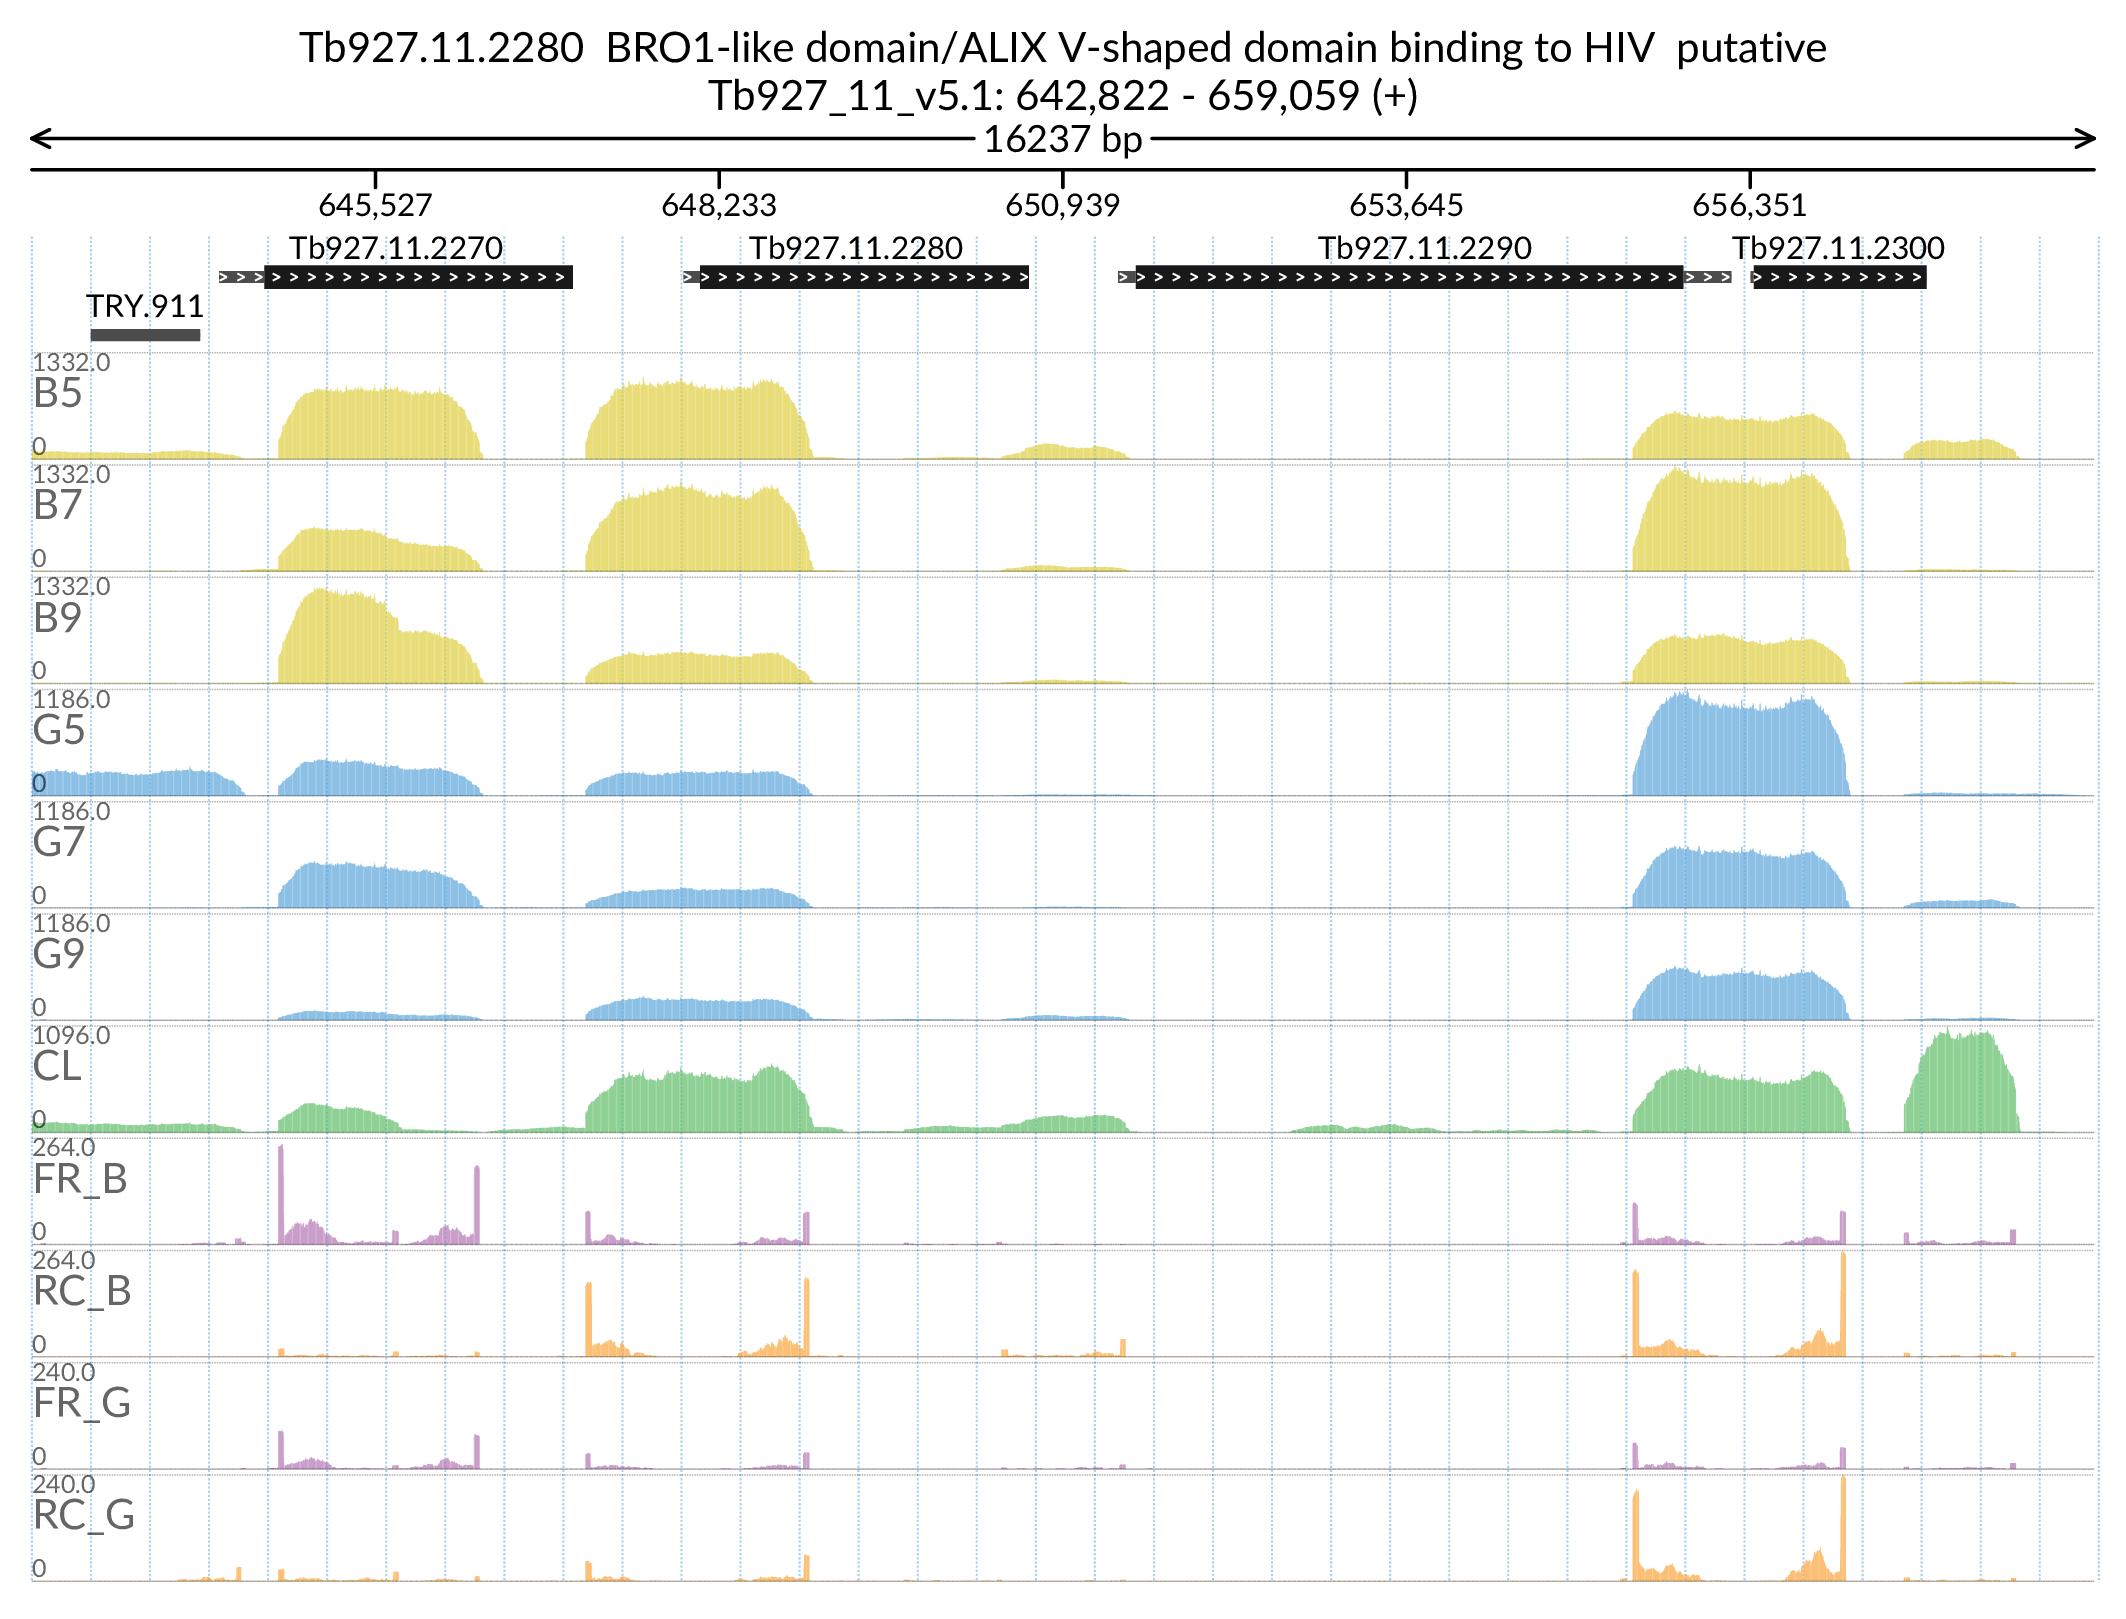 Tb927.11.2280  BRO1-like domain/ALIX V-shaped domain binding to HIV  putative
Tb927_11_v5.1: 642,822 - 659,059 (+)
16237 bp
645,527 648,233 650,939 653,645 656,351
Tb927.11.2270 Tb927.11.2280 Tb927.11.2290 Tb927.11.2300
TRY.911
1332.0
B5
0
1332.0
B7
0
1332.0
B9
0
1186.0
G5
0
1186.0
G7
0
1186.0
G9
0
1096.0
CL
0
264.0
FR_B
0
264.0
RC_B
0
240.0
FR_G
0
240.0
RC_G
0